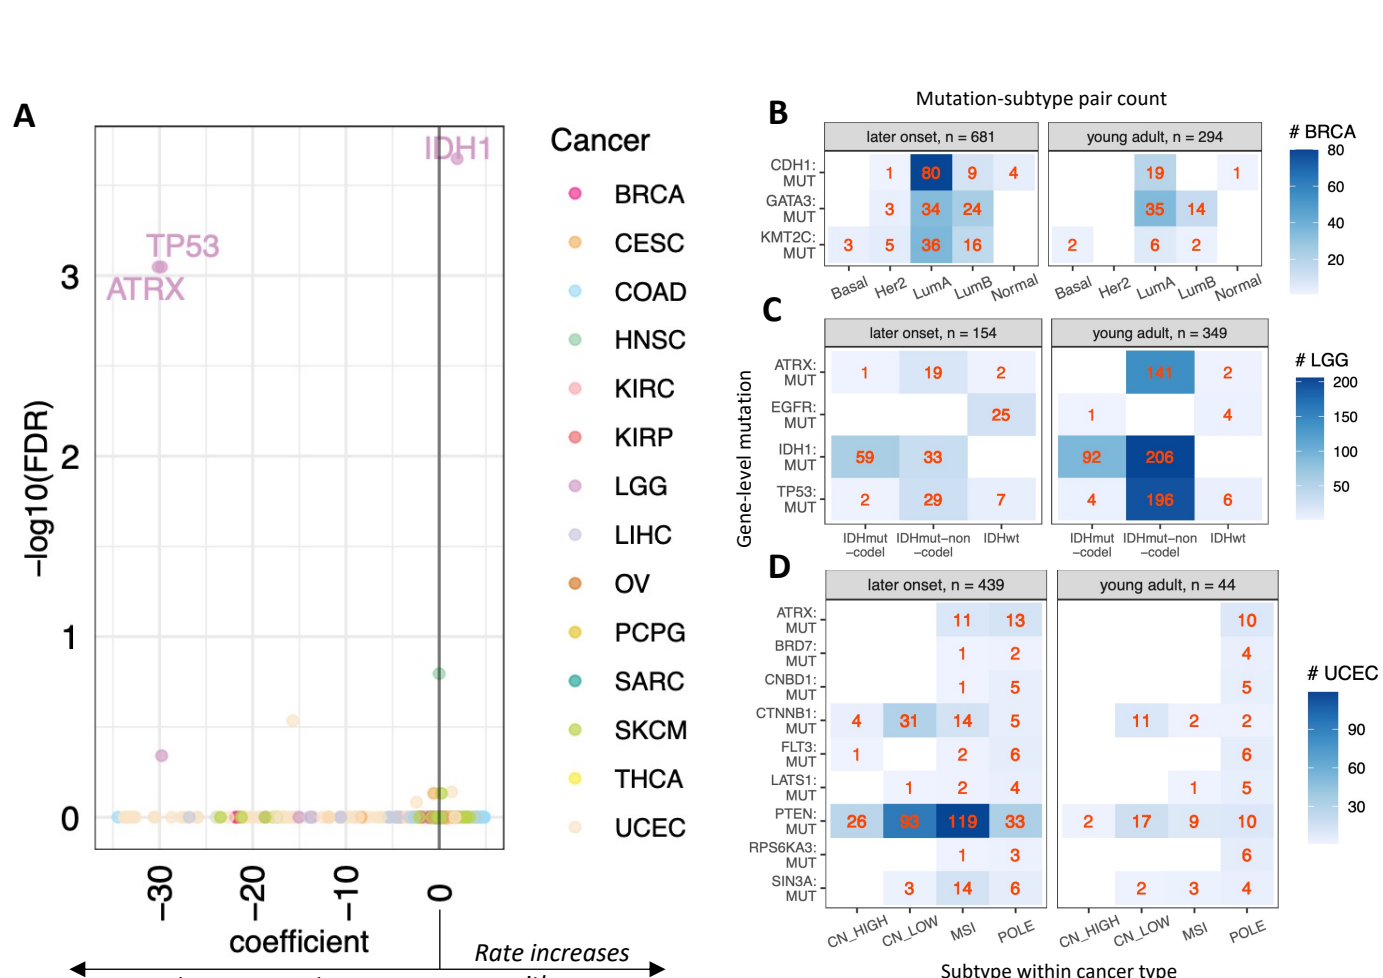 A
IDH1
TP53
ATRX
3
2
1
0
−log10(FDR)
−30
−20
−10
0
coefficient
Rate increases
Cancer
BRCA
CESC
COAD
HNSC
KIRC
KIRP
LGG
LIHC
OV
PCPG
SARC
SKCM
THCA
UCEC
Mutation-subtype pair count
B
later onset, n = 681
young adult, n = 294
CDH1:
MUT
1 80 9 4 19 1
GATA3:
MUT
3 34 24 35 14
KMT2C:
MUT
3 5 36 16 2 6 2
Basal Her2 LumA LumB Normal Basal Her2 LumA LumB Normal
# BRCA
80
60
40
20
C
later onset, n = 154
young adult, n = 349
ATRX:
MUT
1 19 2 141 2
EGFR:
MUT
25 1 4
IDH1:
MUT
59 33 92 206
TP53:
MUT
2 29 7 4 196 6
IDHmut IDHmut−non IDHwt IDHmut IDHmut−non IDHwt
−codel −codel −codel −codel
# LGG
200
150
100
50
Gene-level mutation
D
later onset, n = 439
young adult, n = 44
ATRX:
MUT
11 13 10
BRD7:
MUT
1 2 4
CNBD1:
MUT
1 5 5
CTNNB1:
MUT
4 31 14 5 11 2 2
FLT3:
MUT
1 2 6 6
LATS1:
MUT
1 2 4 1 5
PTEN:
MUT
26 93 119 33 2 17 9 10
RPS6KA3:
MUT
1 3 6
SIN3A:
MUT
3 14 6 2 3 4
CN_HIGH CN_LOW MSI POLE CN_HIGH CN_LOW MSI POLE
# UCEC
90
60
30
Subtype within cancer type